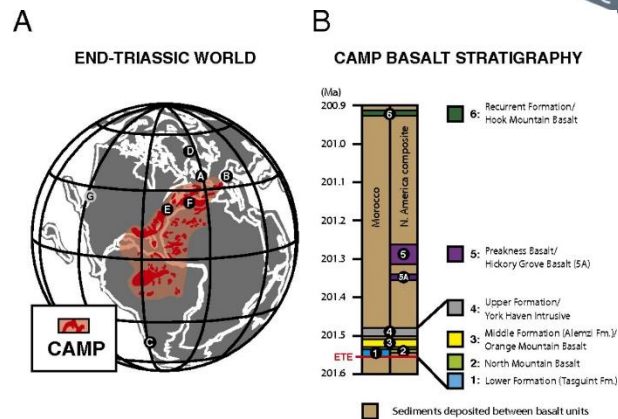 A
END-TRIASSIC WORLD
D
A
B
G
E
F
C
CAMP
B
CAMP BASALT STRATIGRAPHY
(Ma)
200.9
201.0
201.1
201.2
201.3
201.4
201.5
ETE
201.6
Morocco
N. America composite
6
5
5A
4
3
1
2
6: Recurrent Formation/
Hook Mountain Basalt
5: Preakness Basalt/
Hickory Grove Basalt (5A)
4: Upper Formation/
York Haven Intrusive
3: Middle Formation (Alemzi Fm.)/
Orange Mountain Basalt
2: North Mountain Basalt
1: Lower Formation (Tasguint Fm.)
Sediments deposited between basalt units